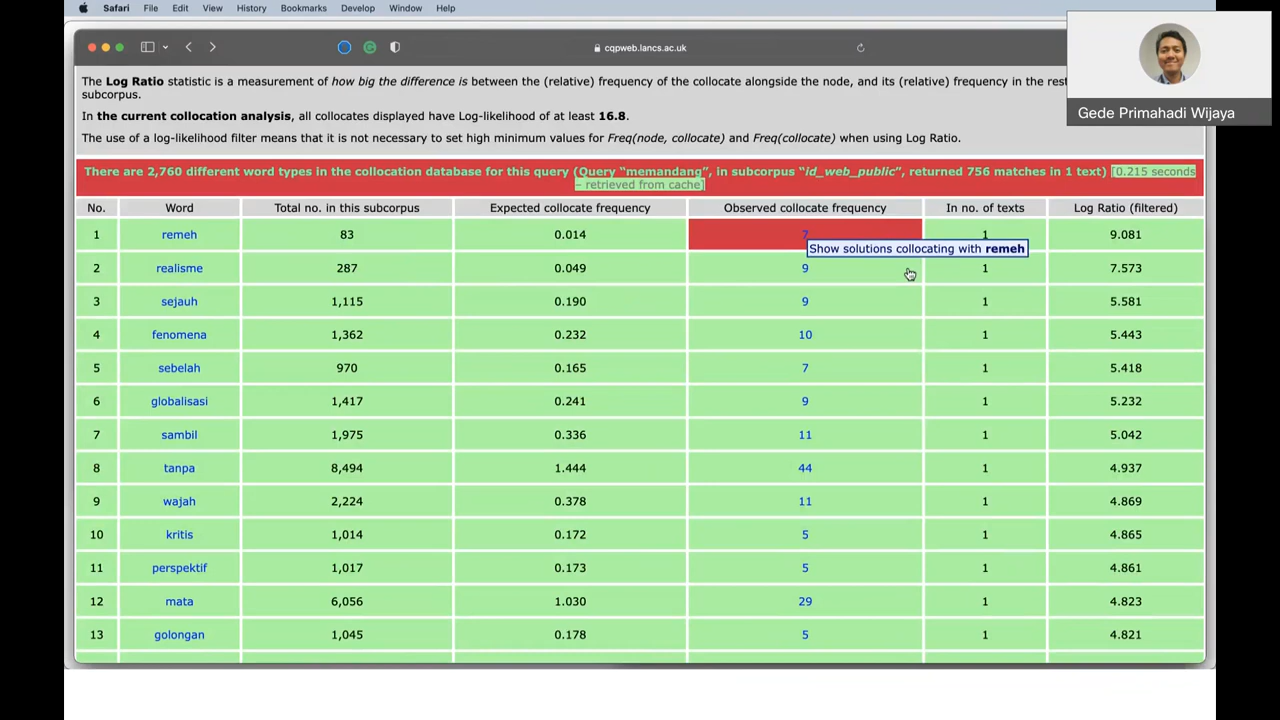 Safari File Edit View History Bookmarks Develop Window Help
cqpweb.lancs.ac.uk
Gede Primahadi Wijaya
The Log Ratio statistic is a measurement of how big the difference is between the (relative) frequency of the collocate alongside the node, and its (relative) frequency in the rest
subcorpus.
In the current collocation analysis, all collocates displayed have Log-likelihood of at least 16.8.
The use of a log-likelihood filter means that it is not necessary to set high minimum values for Freq(node, collocate) and Freq(collocate) when using Log Ratio.
There are 2,760 different word types in the collocation database for this query (Query “memandang”, in subcorpus “id_web_public”, returned 756 matches in 1 text) [0.215 seconds
– retrieved from cache]
No. Word Total no. in this subcorpus Expected collocate frequency Observed collocate frequency In no. of texts Log Ratio (filtered)
1 remeh 83 0.014 7 1 9.081
Show solutions collocating with remeh
2 realisme 287 0.049 9 1 7.573
3 sejauh 1,115 0.190 9 1 5.581
4 fenomena 1,362 0.232 10 1 5.443
5 sebelah 970 0.165 7 1 5.418
6 globalisasi 1,417 0.241 9 1 5.232
7 sambil 1,975 0.336 11 1 5.042
8 tanpa 8,494 1.444 44 1 4.937
9 wajah 2,224 0.378 11 1 4.869
10 kritis 1,014 0.172 5 1 4.865
11 perspektif 1,017 0.173 5 1 4.861
12 mata 6,056 1.030 29 1 4.823
13 golongan 1,045 0.178 5 1 4.821